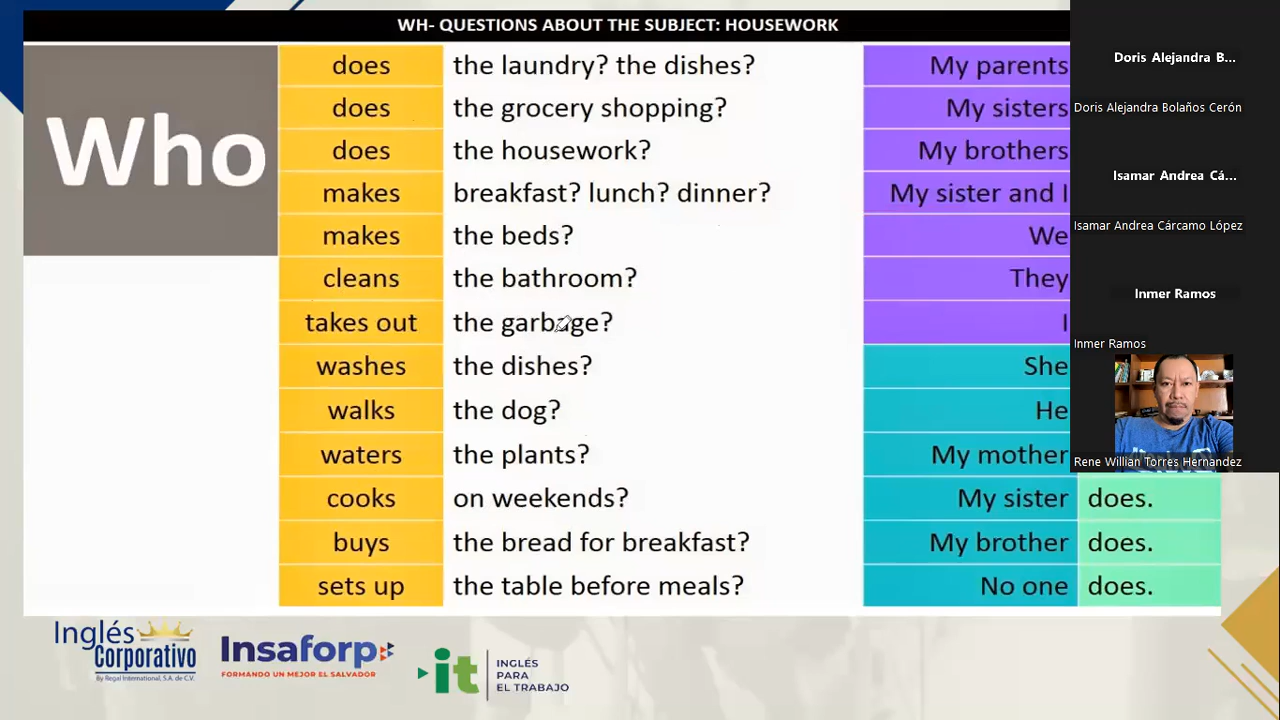 WH- QUESTIONS ABOUT THE SUBJECT: HOUSEWORK
Who
does the laundry? the dishes? My parents
does the grocery shopping? My sisters
does the housework? My brothers
makes breakfast? lunch? dinner? My sister and I
makes the beds? We
cleans the bathroom? They
takes out the garbage? I
washes the dishes? She
walks the dog? He
waters the plants? My mother
cooks on weekends? My sister does.
buys the bread for breakfast? My brother does.
sets up the table before meals? No one does.
Doris Alejandra B...
Doris Alejandra Bolaños Cerón
Isamar Andrea Cá...
Isamar Andrea Cárcamo López
Inmer Ramos
Inmer Ramos
Rene Willian Torres Hernandez
Inglés
Corporativo
By Regal International, S.A. de C.V.
Insaforp
FORMANDO UN MEJOR EL SALVADOR
it
INGLÉS
PARA
EL TRABAJO